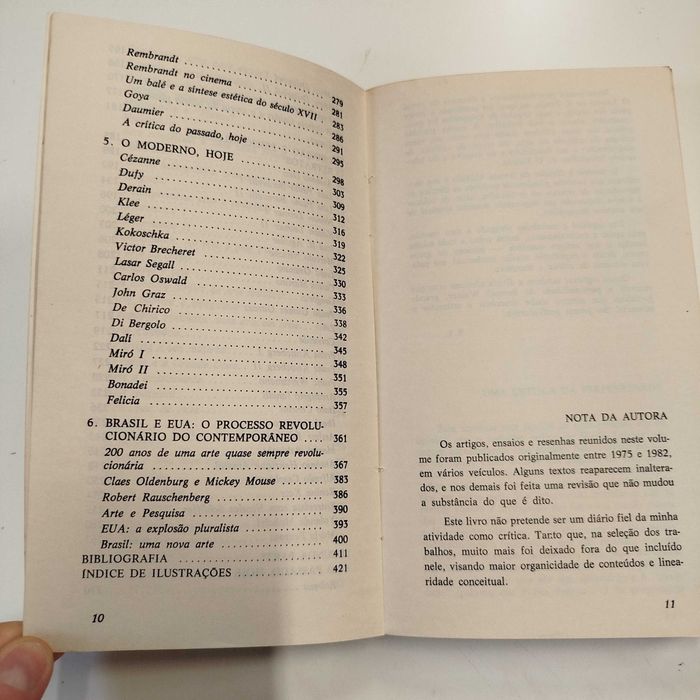 Rembrandt ........ 279
Rembrandt no cinema ........ 281
Um balé e a síntese estética do século XVII .. 283
Goya ........ 286
Daumier ........ 291
A crítica do passado, hoje ........ 295
5. O MODERNO, HOJE ........ 298
Cézanne ........ 303
Dufy ........ 309
Derain ........ 312
Klee ........ 316
Léger ........ 319
Kokoschka ........ 322
Victor Brecheret ........ 325
Lasar Segall ........ 330
Carlos Oswald ........ 333
John Graz ........ 336
De Chirico ........ 338
Di Bergolo ........ 342
Dalí ........ 345
Miró I ........ 348
Miró II ........ 351
Bonadei ........ 355
Felicia ........ 357
6. BRASIL E EUA: O PROCESSO REVOLU-
CIONÁRIO DO CONTEMPORÂNEO .... 361
200 anos de uma arte quase sempre revolu-
cionária ........ 367
Claes Oldenburg e Mickey Mouse ........ 383
Robert Rauschenberg ........ 386
Arte e Pesquisa ........ 390
EUA: a explosão pluralista ........ 393
Brasil: uma nova arte ........ 400
BIBLIOGRAFIA ........ 411
ÍNDICE DE ILUSTRAÇÕES ........ 421
10
NOTA DA AUTORA
Os artigos, ensaios e resenhas reunidos neste volu-
me foram publicados originalmente entre 1975 e 1982,
em vários veículos. Alguns textos reaparecem inaltera-
dos, e nos demais foi feita uma revisão que não mudou
a substância do que é dito.
Este livro não pretende ser um diário fiel da minha
atividade como crítica. Tanto que, na seleção dos tra-
balhos, muito mais foi deixado fora do que incluído
nele, visando maior organicidade de conteúdos e linea-
ridade conceitual.
11